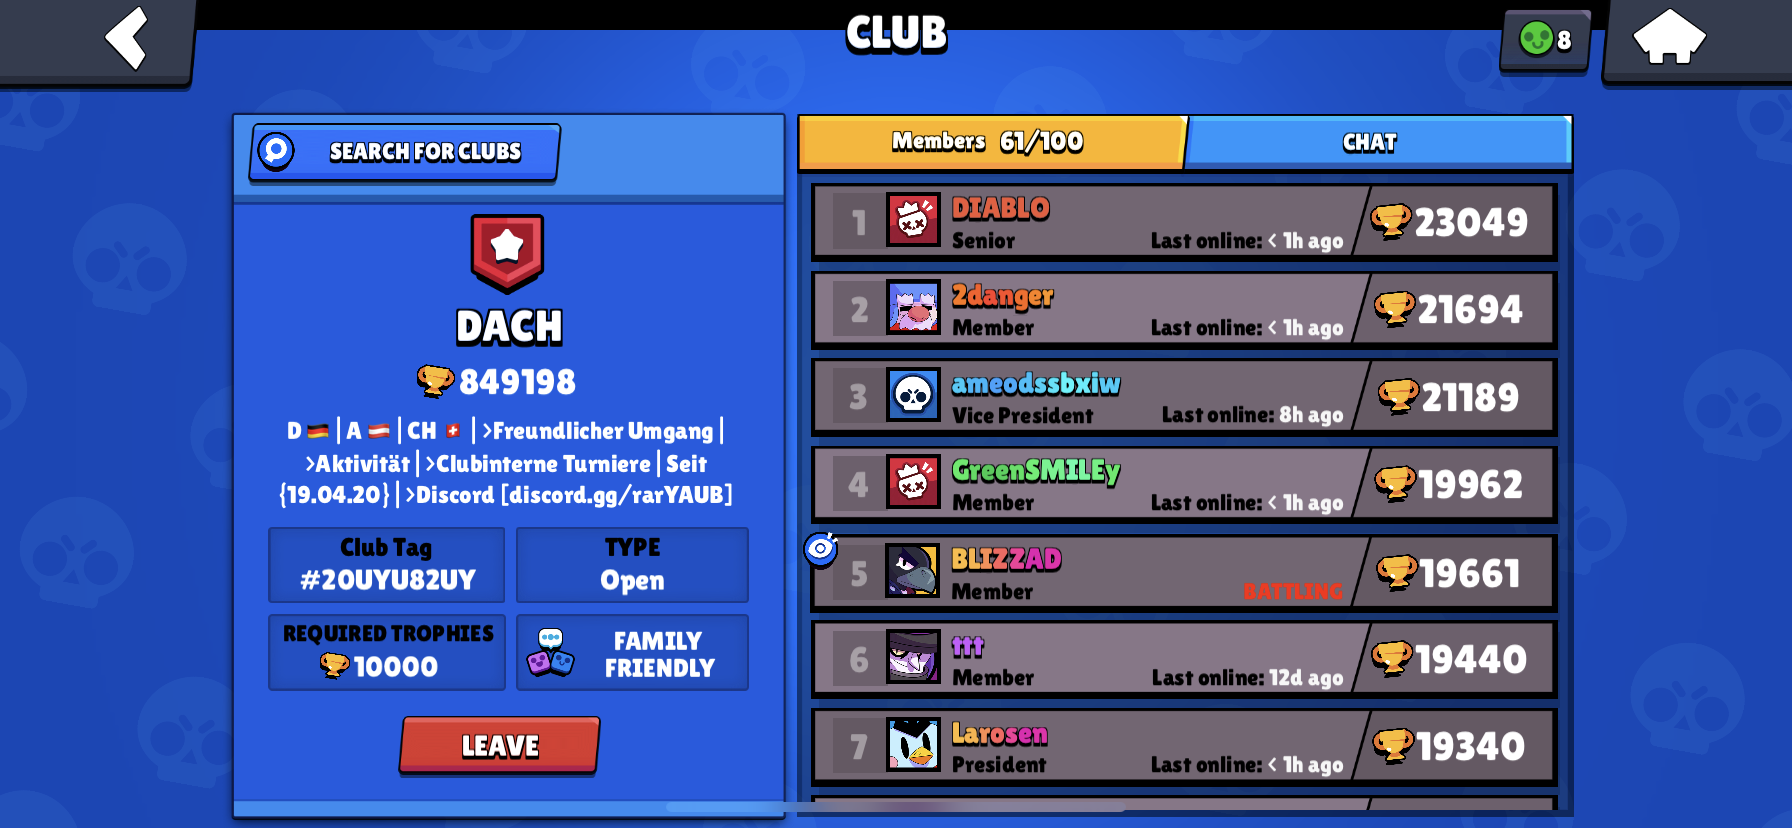 CLUB
8
SEARCH FOR CLUBS
DACH
849198
D 🇩🇪 | A 🇦🇹 | CH 🇨🇭 | >Freundlicher Umgang |
>Aktivität | >Clubinterne Turniere | Seit
{19.04.20} | >Discord [discord.gg/rarYAUB]
Club Tag
#20UYU82UY
TYPE
Open
REQUIRED TROPHIES
10000
FAMILY
FRIENDLY
LEAVE
Members 61/100
CHAT
1
DIABLO
Senior
Last online: < 1h ago
23049
2
2danger
Member
Last online: < 1h ago
21694
3
ameodssbxiw
Vice President
Last online: 8h ago
21189
4
GreenSMILEy
Member
Last online: < 1h ago
19962
5
BLIZZAD
Member
BATTLING
19661
6
†††
Member
Last online: 12d ago
19440
7
Larosen
President
Last online: < 1h ago
19340